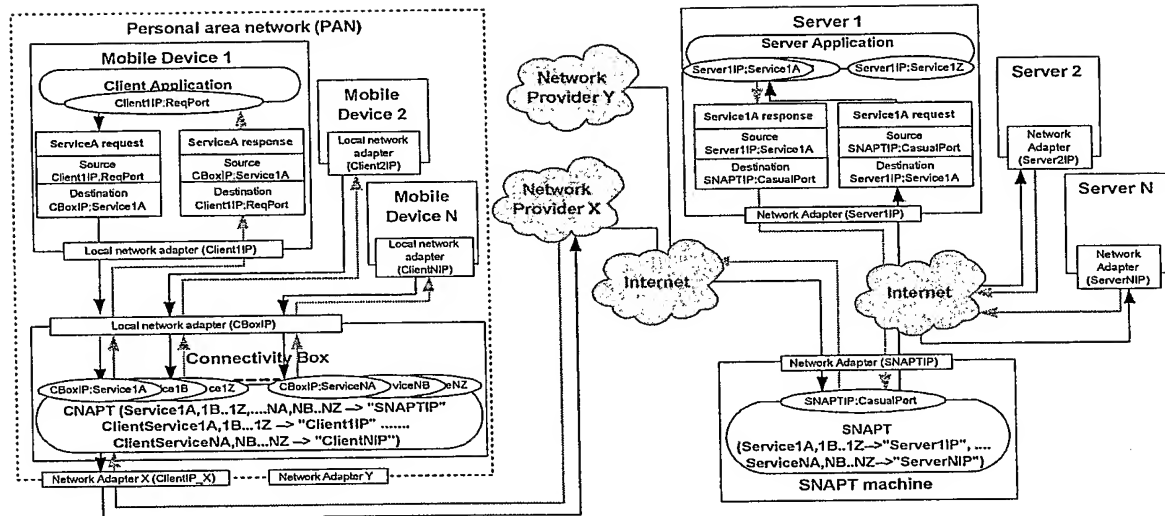 Personal area network (PAN)
Mobile Device 1
Client Application
Client1IP:ReqPort
ServiceA request
Source
Client1IP,ReqPort
Destination
CBoxIP;Service1A
ServiceA response
Source
CBoxIP;Service1A
Destination
Client1IP;ReqPort
Local network adapter (Client1IP)
Mobile
Device 2
Local network
adapter
(Client2IP)
Mobile
Device N
Local network
adapter
(ClientNIP)
Local network adapter (CBoxIP)
Connectivity Box
CBoxIP;Service1A
ice1B
ice1Z
CBoxIP;ServiceNA
viceNB
eNZ
CNAPT (Service1A,1B..1Z,....NA,NB..NZ --> "SNAPTIP"
ClientService1A,1B...1Z --> "Client1IP" .......
ClientServiceNA,NB...NZ --> "ClientNIP")
Network Adapter X (ClientIP_X)
Network Adapter Y
Network
Provider Y
Network
Provider X
Internet
Server 1
Server Application
Server1IP;Service1A
Server1IP;Service1Z
Service1A response
Source
Server1IP:Service1A
Destination
SNAPTIP:CasualPort
Service1A request
Source
SNAPTIP:CasualPort
Destination
Server1IP;Service1A
Network Adapter (Server1IP)
Server 2
Network
Adapter
(Server2IP)
Server N
Network
Adapter
(ServerNIP)
Internet
Network Adapter (SNAPTIP)
SNAPTIP:CasualPort
SNAPT
(Service1A,1B..1Z-->"Server1IP", ....
ServiceNA,NB..NZ-->"ServerNIP")
SNAPT machine